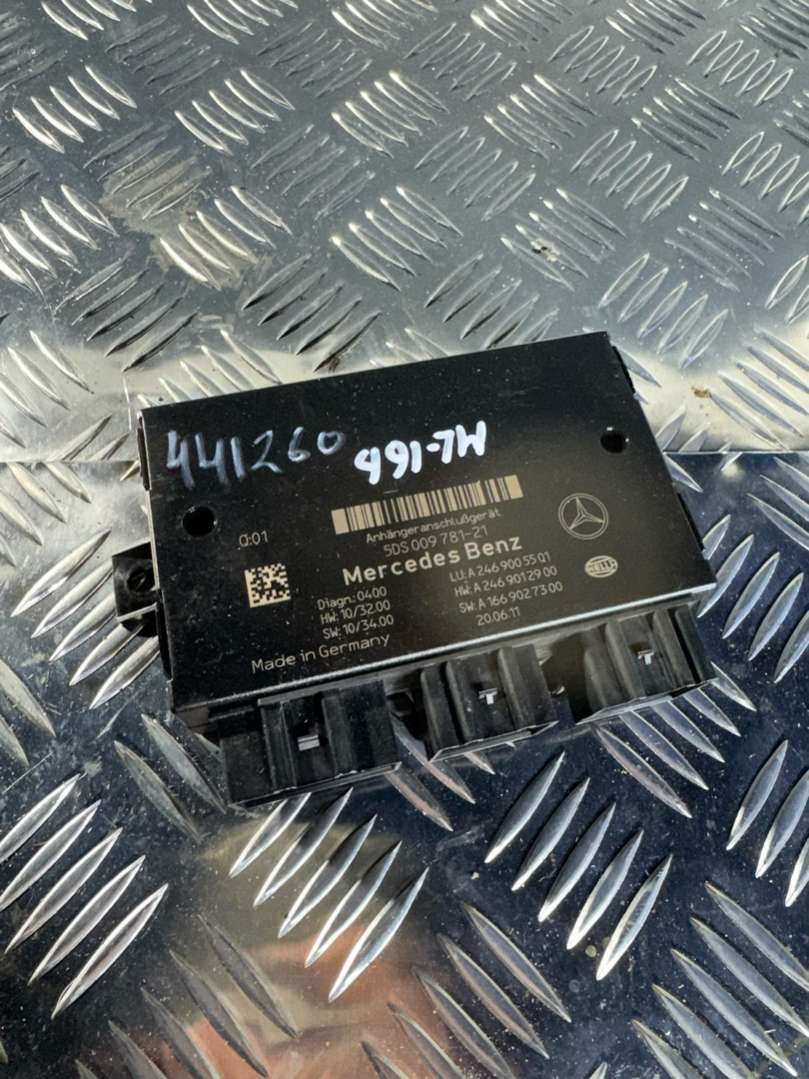 441260
ML-166
Anhängeranschlußgerät
5DS 009 781-21
0:01
Mercedes Benz
Diagn.:0400
HW: 10/32.00
SW: 10/34.00
LU: A 246 900 55 01
HW: A 246 901 29 00
SW: A 166 902 73 00
20.06.11
HELLA
Made in Germany